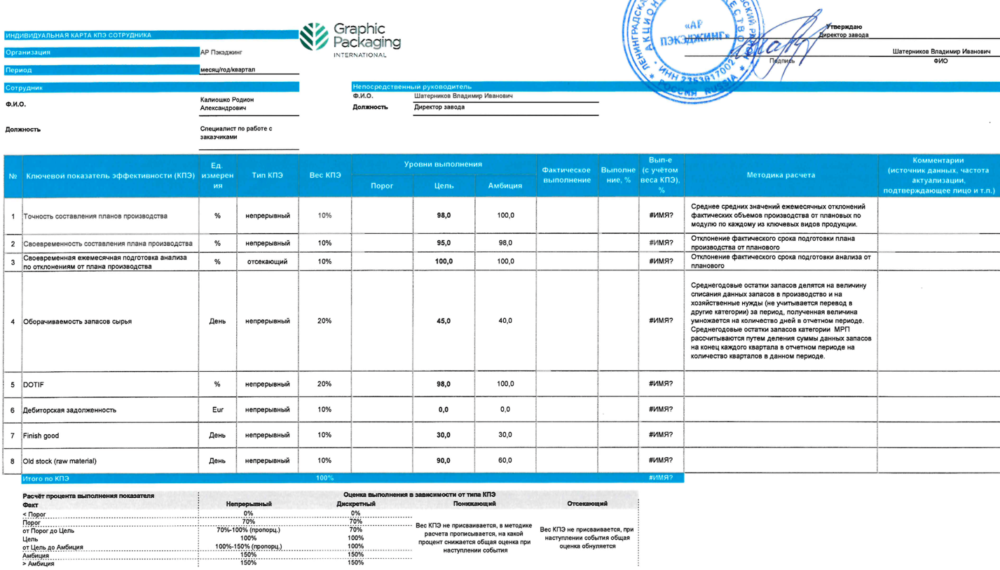 ИНДИВИДУАЛЬНАЯ КАРТА КПЭ СОТРУДНИКА
Graphic
Packaging
INTERNATIONAL
«АР
ПЭКЭДЖИНГ»
РОССИЯ RUSSIA
Утверждаю
Директор завода
Шатерников Владимир Иванович
Подпись ФИО
Организация АР Пэкэджинг
Период месяц/год/квартал
Сотрудник Непосредственный руководитель
Ф.И.О. Калиошко Родион
Александрович
Ф.И.О. Шатерников Владимир Иванович
Должность Директор завода
Должность Специалист по работе с
заказчиками
№ Ключевой показатель эффективности (КПЭ) Ед.
измерен
ия
Тип КПЭ Вес КПЭ Уровни выполнения
Порог Цель Амбиция
Фактическое
выполнение
Выполне
ние, %
Вып-е
(с учётом
веса КПЭ),
%
Методика расчета
Комментарии
(источник данных, частота
актуализации,
подтверждающее лицо и т.п.)
1 Точность составления планов производства % непрерывный 10% 98,0 100,0 #ИМЯ?
Среднее средних значений ежемесячных отклонений
фактических объемов производства от плановых по
модулю по каждому из ключевых видов продукции.
2 Своевременность составления плана производства % непрерывный 10% 95,0 98,0 #ИМЯ?
Отклонение фактического срока подготовки плана
производства от планового
3 Своевременная ежемесячная подготовка анализа
по отклонениям от плана производства
% отсекающий 10% 100,0 100,0 #ИМЯ?
Отклонение фактического срока подготовки анализа от
планового
4 Оборачиваемость запасов сырья День непрерывный 20% 45,0 40,0 #ИМЯ?
Среднегодовые остатки запасов делятся на величину
списания данных запасов в производство и на
хозяйственные нужды (не учитывается перевод в
другие категории) за период, полученная величина
умножается на количество дней в отчетном периоде.
Среднегодовые остатки запасов категории МРП
рассчитываются путем деления суммы данных запасов
на конец каждого квартала в отчетном периоде на
количество кварталов в данном периоде.
5 DOTIF % непрерывный 20% 98,0 100,0 #ИМЯ?
6 Дебиторская задолженность Eur непрерывный 10% 0,0 0,0 #ИМЯ?
7 Finish good День непрерывный 10% 30,0 30,0 #ИМЯ?
8 Old stock (raw material) День непрерывный 10% 90,0 60,0 #ИМЯ?
Итого по КПЭ 100% #ИМЯ?
Расчёт процента выполнения показателя Оценка выполнения в зависимости от типа КПЭ
Факт Непрерывный Дискретный Понижающий Отсекающий
< Порог 0% 0%
Порог 70% 70%
от Порог до Цель 70%-100% (пропорц.) 70%
Цель 100% 100%
от Цель до Амбиция 100%-150% (пропорц.) 100%
Амбиция 150% 150%
> Амбиция 150% 150%
Вес КПЭ не присваивается, в методике
расчета прописывается, на какой
процент снижается общая оценка при
наступлении события
Вес КПЭ не присваивается, при
наступлении события общая
оценка обнуляется